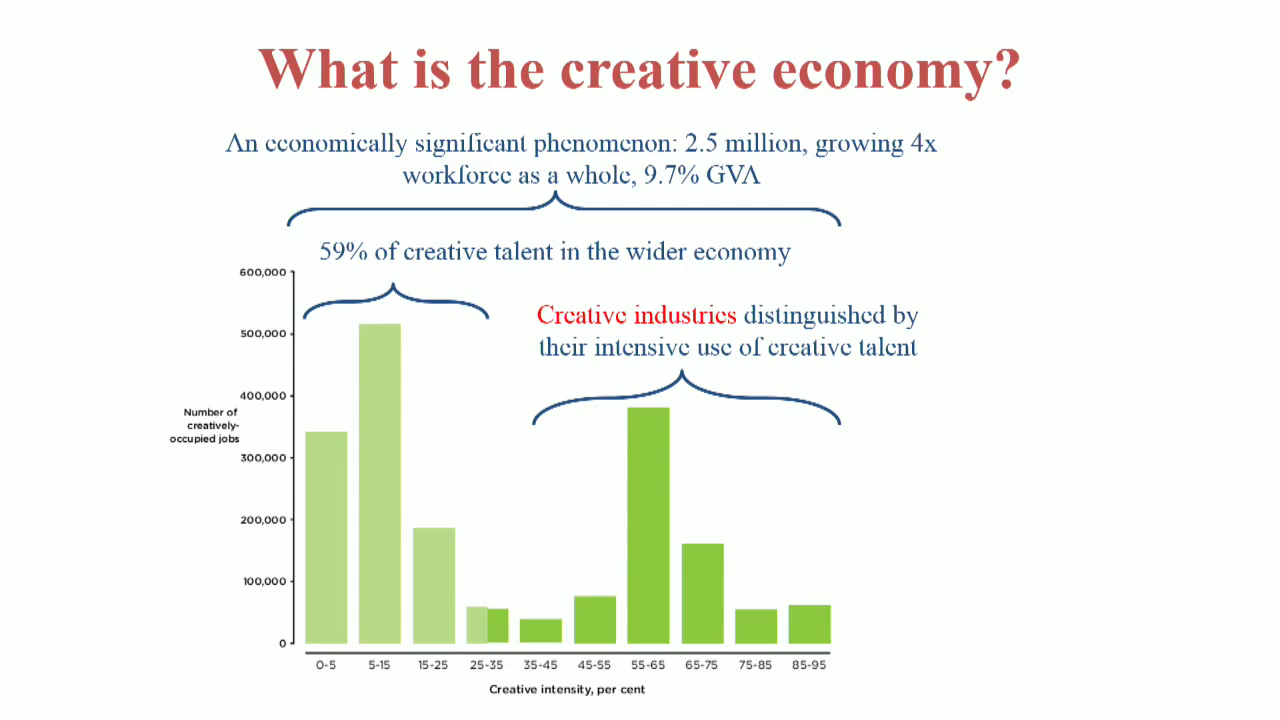 What is the creative economy?
An economically significant phenomenon: 2.5 million, growing 4x
workforce as a whole, 9.7% GVA
59% of creative talent in the wider economy
Creative industries distinguished by
their intensive use of creative talent
600,000
500,000
400,000
300,000
200,000
100,000
0
Number of
creatively-
occupied jobs
0-5 5-15 15-25 25-35 35-45 45-55 55-65 65-75 75-85 85-95
Creative intensity, per cent